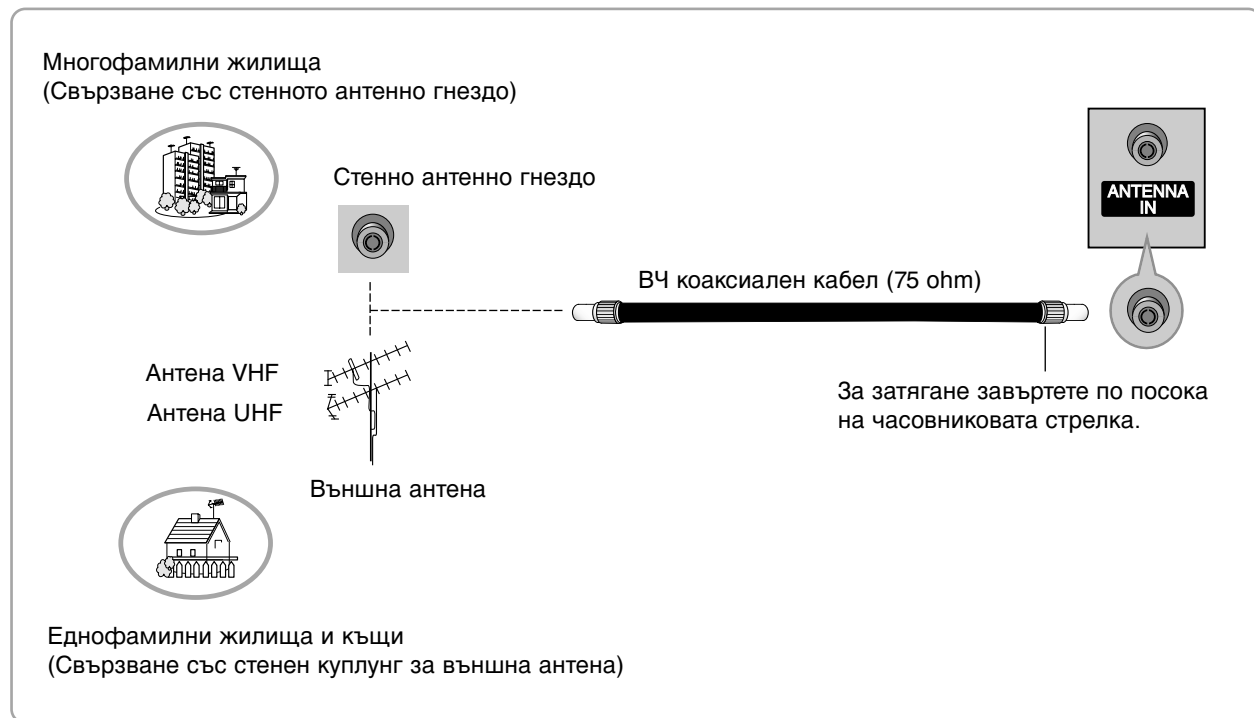 Многофамилни жилища
(Свързване със стенното антенно гнездо)
Стенно антенно гнездо
ANTENNA
IN
ВЧ коаксиален кабел (75 ohm)
Антена VHF
Антена UHF
За затягане завъртете по посока
на часовниковата стрелка.
Външна антена
Еднофамилни жилища и къщи
(Свързване със стенен куплунг за външна антена)